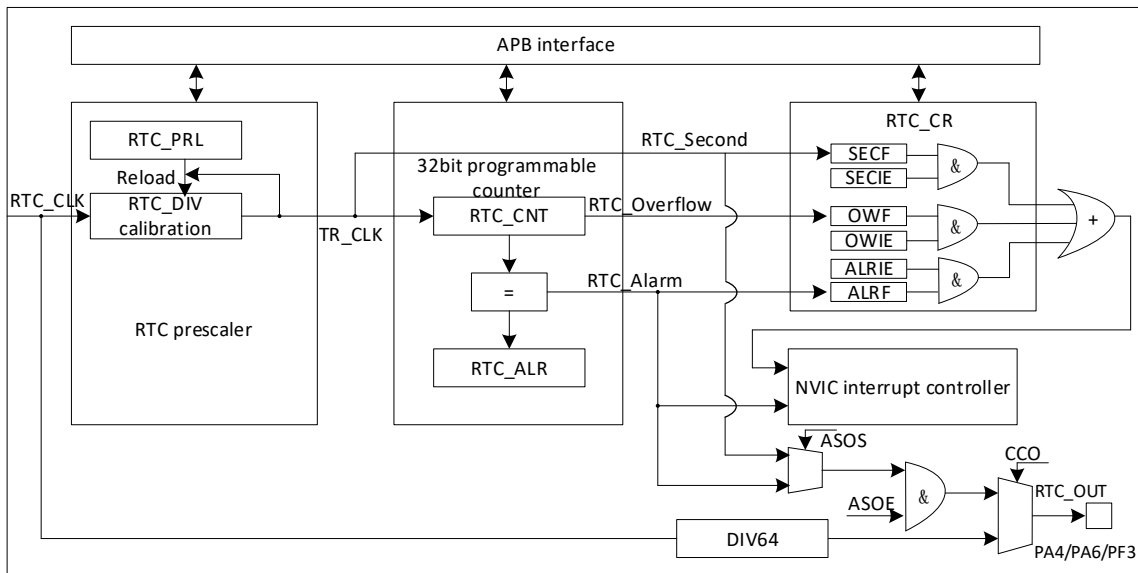 APB interface
RTC_PRL
Reload
RTC_CLK
RTC_DIV
calibration
TR_CLK
RTC prescaler
32bit programmable
counter
RTC_CNT
=
RTC_ALR
RTC_Second
RTC_Overflow
RTC_Alarm
RTC_CR
SECF
SECIE
&
OWF
OWIE
&
ALRIE
ALRF
&
+
NVIC interrupt controller
ASOS
ASOE
&
CCO
RTC_OUT
DIV64
PA4/PA6/PF3